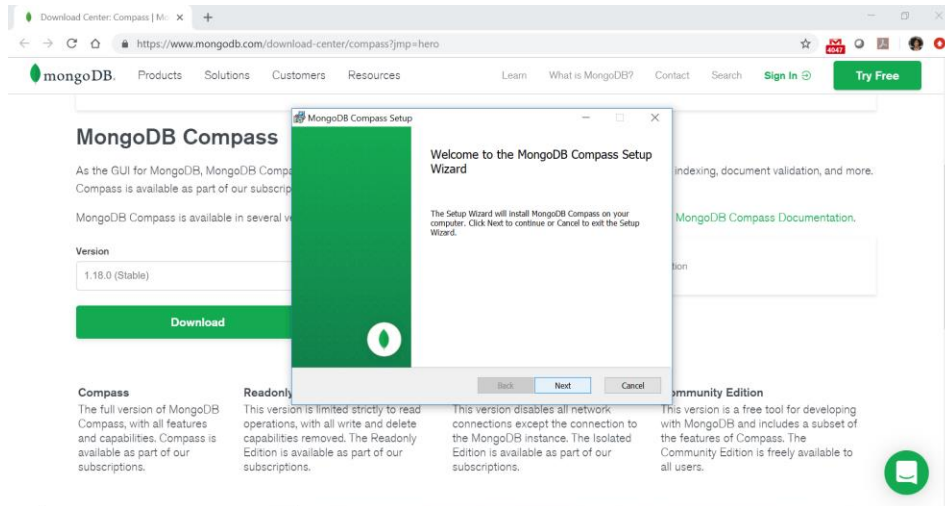 Download Center: Compass | Mo
https://www.mongodb.com/download-center/compass?jmp=hero
4047
mongoDB.
Products
Solutions
Customers
Resources
Learn
What is MongoDB?
Contact
Search
Sign In
Try Free
MongoDB Compass
As the GUI for MongoDB, MongoDB Compa
indexing, document validation, and more.
Compass is available as part of our subscrip
MongoDB Compass is available in several v
MongoDB Compass Documentation.
Version
1.18.0 (Stable)
Download
MongoDB Compass Setup
Welcome to the MongoDB Compass Setup
Wizard
The Setup Wizard will install MongoDB Compass on your
computer. Click Next to continue or Cancel to exit the Setup
Wizard.
Back
Next
Cancel
Compass
The full version of MongoDB
Compass, with all features
and capabilities. Compass is
available as part of our
subscriptions.
Readonly
This version is limited strictly to read
operations, with all write and delete
capabilities removed. The Readonly
Edition is available as part of our
subscriptions.
This version disables all network
connections except the connection to
the MongoDB instance. The Isolated
Edition is available as part of our
subscriptions.
mmunity Edition
This version is a free tool for developing
with MongoDB and includes a subset of
the features of Compass. The
Community Edition is freely available to
all users.